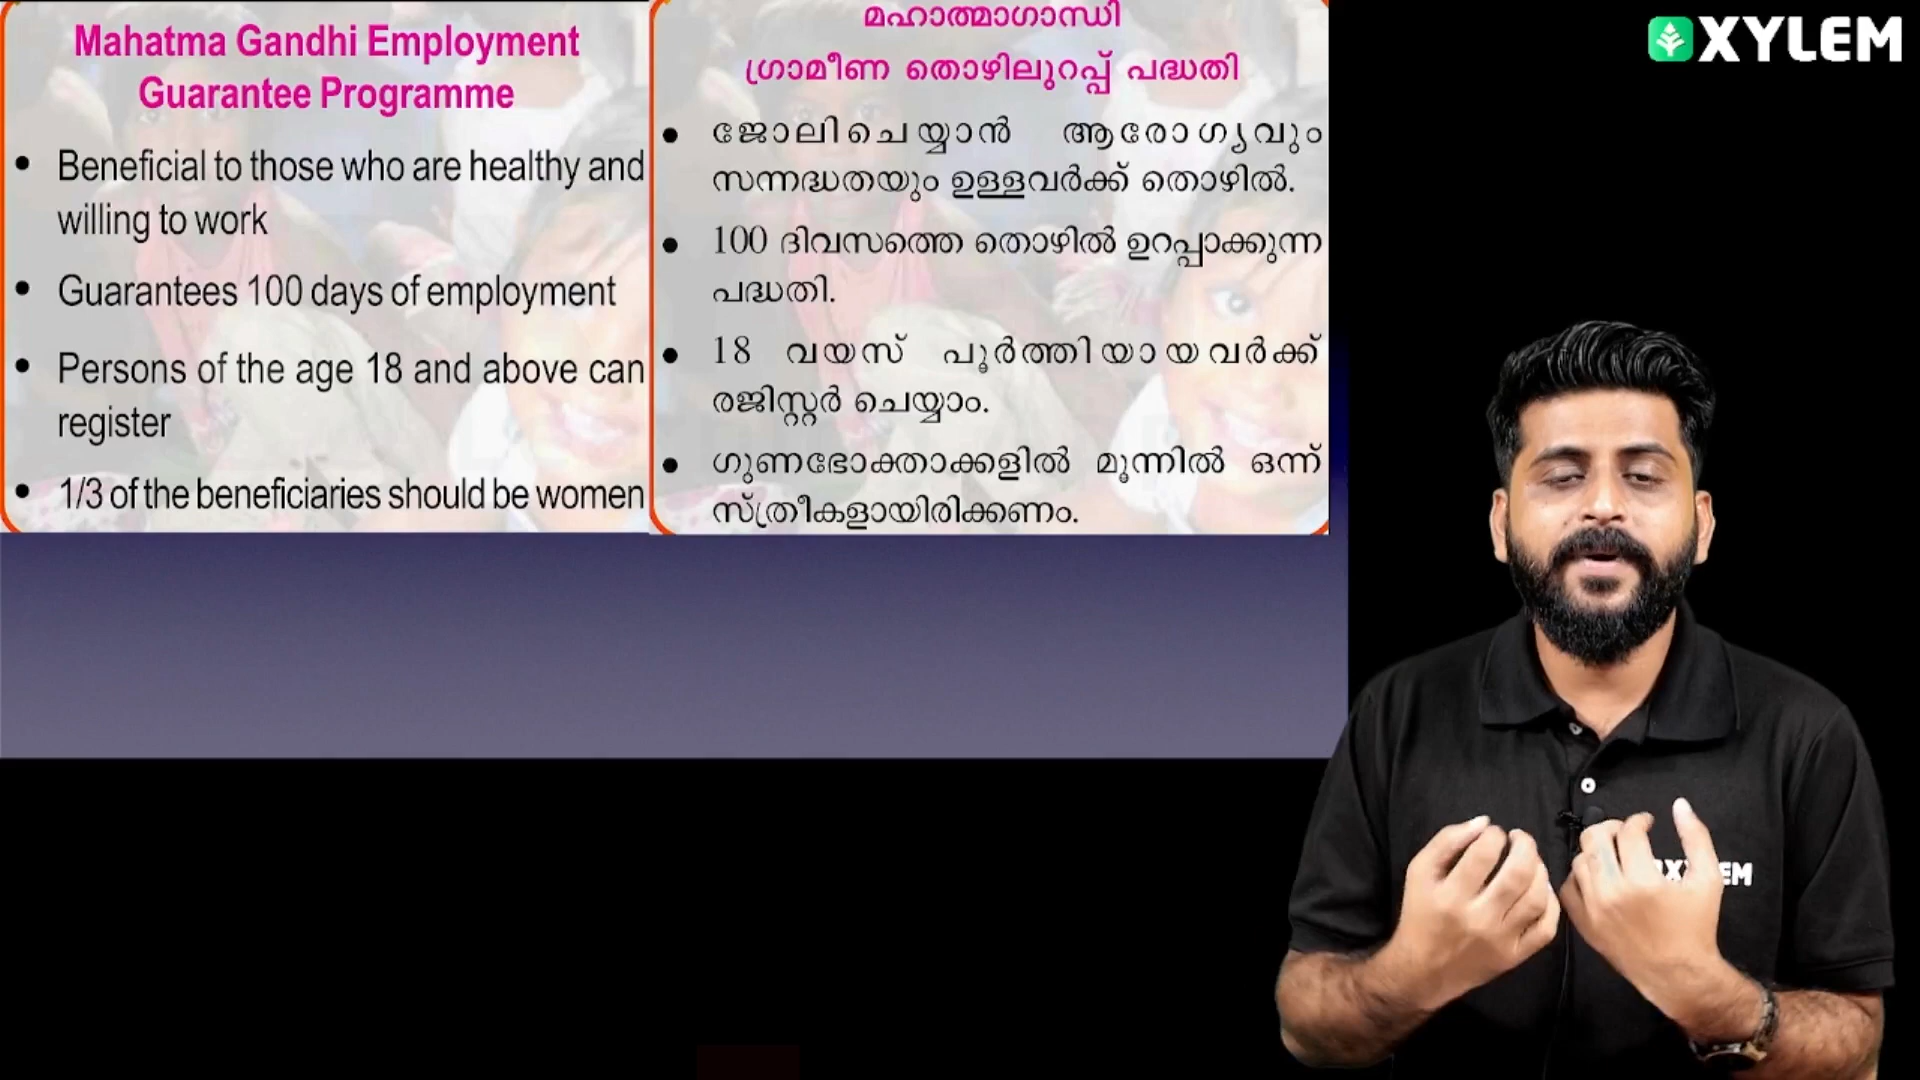 Mahatma Gandhi Employment
Guarantee Programme
• Beneficial to those who are healthy and
willing to work
• Guarantees 100 days of employment
• Persons of the age 18 and above can
register
• 1/3 of the beneficiaries should be women
മഹാത്മാഗാന്ധി
ഗ്രാമീണ തൊഴിലുറപ്പ് പദ്ധതി
• ജോലിചെയ്യാൻ ആരോഗ്യവും
സന്നദ്ധതയും ഉള്ളവർക്ക് തൊഴിൽ.
• 100 ദിവസത്തെ തൊഴിൽ ഉറപ്പാക്കുന്ന
പദ്ധതി.
• 18 വയസ് പൂർത്തിയായവർക്ക്
രജിസ്റ്റർ ചെയ്യാം.
• ഗുണഭോക്താക്കളിൽ മൂന്നിൽ ഒന്ന്
സ്ത്രീകളായിരിക്കണം.
XYLEM